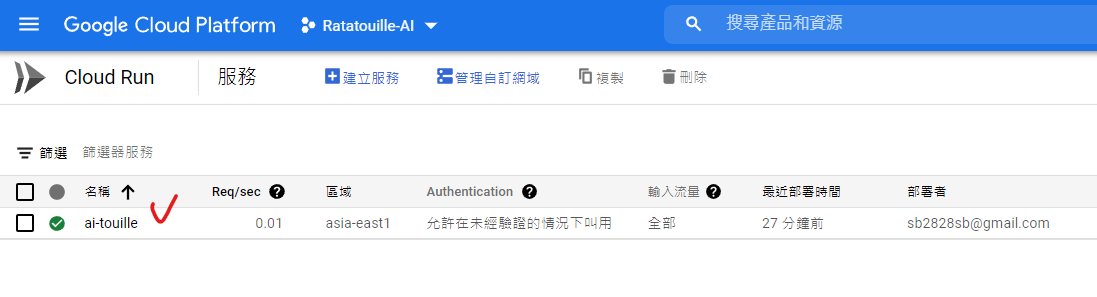 Google Cloud Platform Ratatouille-AI 搜尋產品和資源
Cloud Run 服務 建立服務 管理自訂網域 複製 刪除
篩選 篩選器服務
名稱 Req/sec ? 區域 Authentication ? 輸入流量 ? 最近部署時間 部署者
ai-touille 0.01 asia-east1 允許在未經驗證的情況下叫用 全部 27 分鐘前 sb2828sb@gmail.com